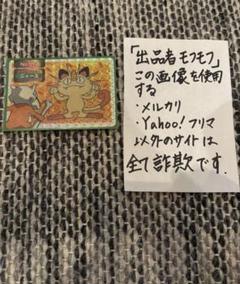 「出品者 モフモフ」
この画像を使用
する
・メルカリ
・Yahoo!フリマ
以外のサイトは
全て詐欺です.